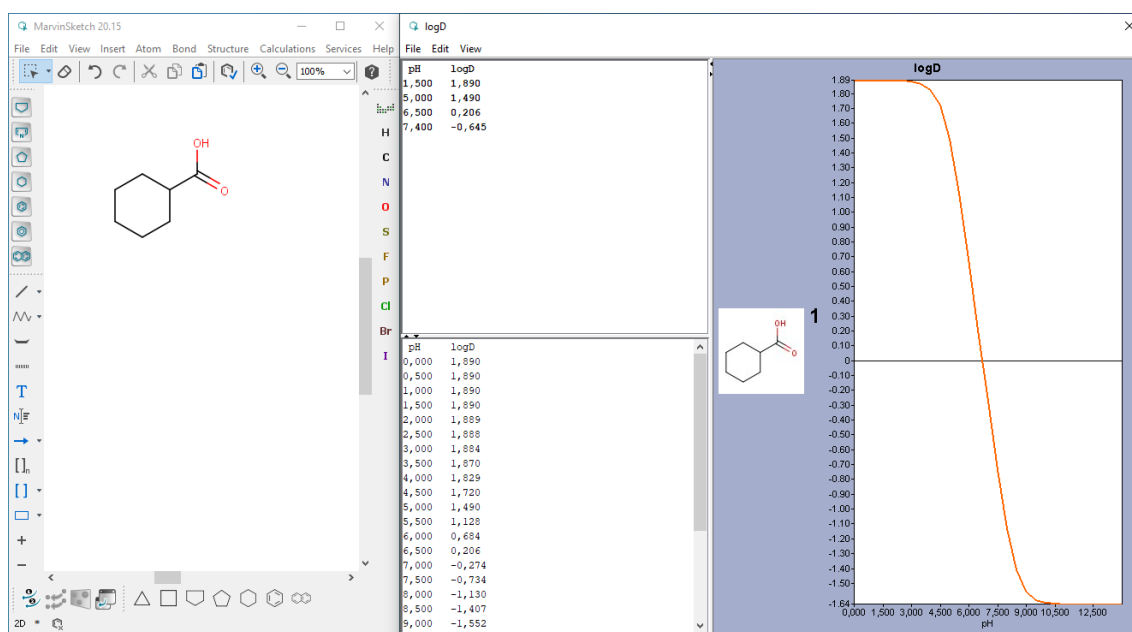 MarvinSketch 20.15
File Edit View Insert Atom Bond Structure Calculations Services Help
100%
H
C
N
O
S
F
P
Cl
Br
I
OH
O
T
N
[ ]n
[ ]
+
−
2D
logD
File Edit View
pH logD
1,500 1,890
5,000 1,490
6,500 0,206
7,400 -0,645
pH logD
0,000 1,890
0,500 1,890
1,000 1,890
1,500 1,890
2,000 1,889
2,500 1,888
3,000 1,884
3,500 1,870
4,000 1,829
4,500 1,720
5,000 1,490
5,500 1,128
6,000 0,684
6,500 0,206
7,000 -0,274
7,500 -0,734
8,000 -1,130
8,500 -1,407
9,000 -1,552
OH
O
1
logD
1.89
1.80
1.70
1.60
1.50
1.40
1.30
1.20
1.10
1.00
0.90
0.80
0.70
0.60
0.50
0.40
0.30
0.20
0.10
0
-0.10
-0.20
-0.30
-0.40
-0.50
-0.60
-0.70
-0.80
-0.90
-1.00
-1.10
-1.20
-1.30
-1.40
-1.50
-1.64
0,000 1,500 3,000 4,500 6,000 7,500 9,000 10,500 12,500
pH